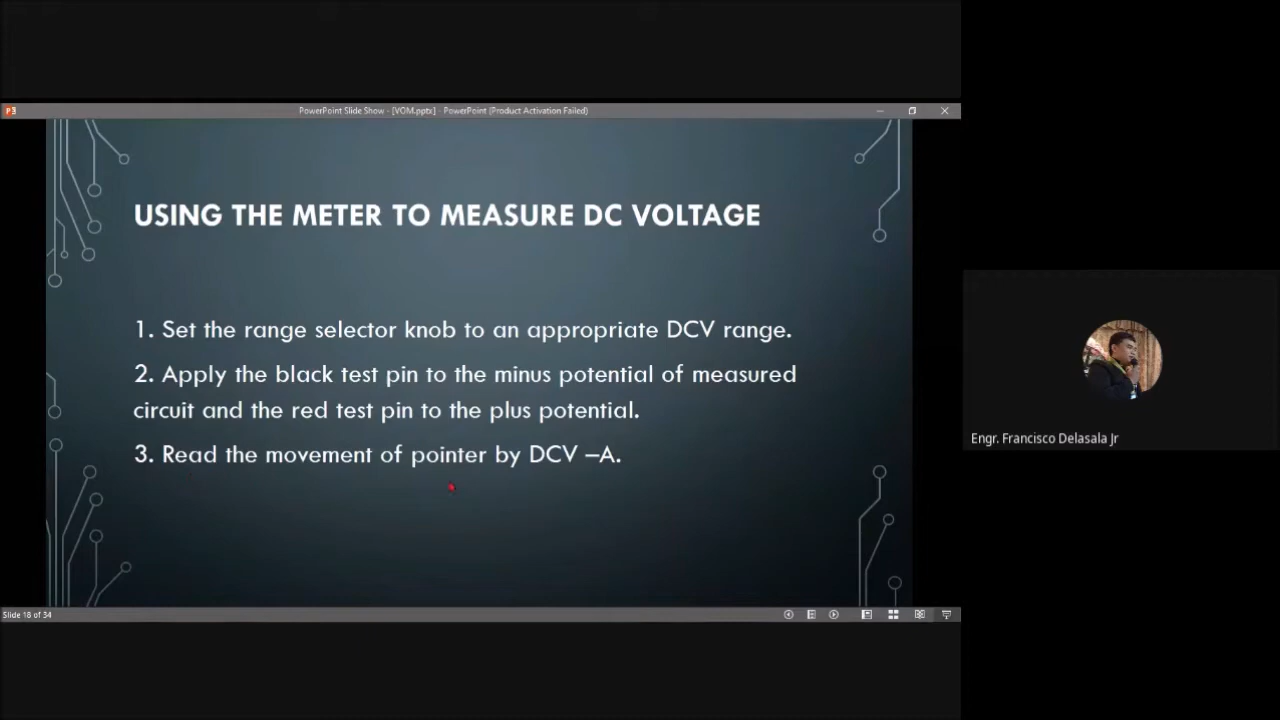 PowerPoint Slide Show - [VOM.pptx] - PowerPoint (Product Activation Failed)
USING THE METER TO MEASURE DC VOLTAGE
1. Set the range selector knob to an appropriate DCV range.
2. Apply the black test pin to the minus potential of measured
circuit and the red test pin to the plus potential.
3. Read the movement of pointer by DCV –A.
Engr. Francisco Delasala Jr
Slide 18 of 34